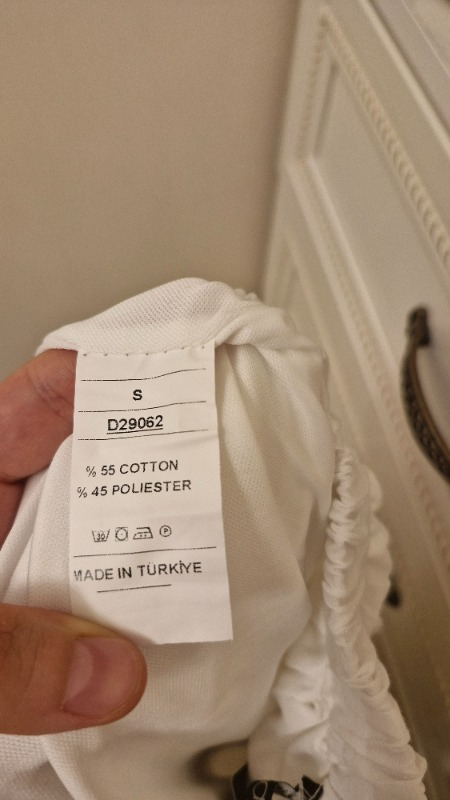 S
D29062
% 55 COTTON
% 45 POLIESTER
P
MADE IN TÜRKİYE